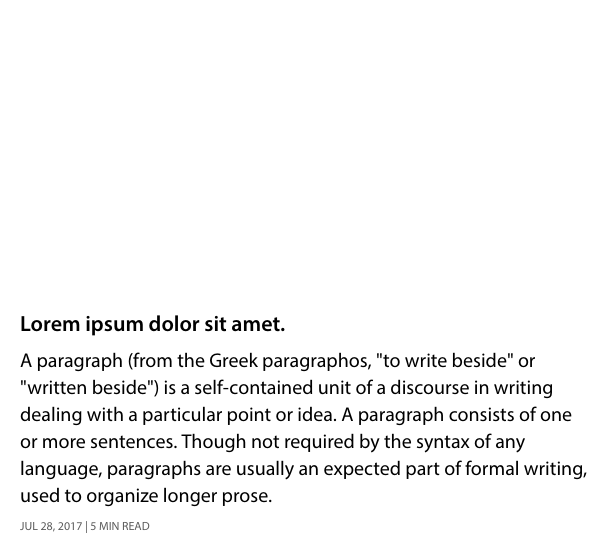 Lorem ipsum dolor sit amet.
A paragraph (from the Greek paragraphos, "to write beside" or
"written beside") is a self-contained unit of a discourse in writing
dealing with a particular point or idea. A paragraph consists of one
or more sentences. Though not required by the syntax of any
language, paragraphs are usually an expected part of formal writing,
used to organize longer prose.
JUL 28, 2017 | 5 MIN READ